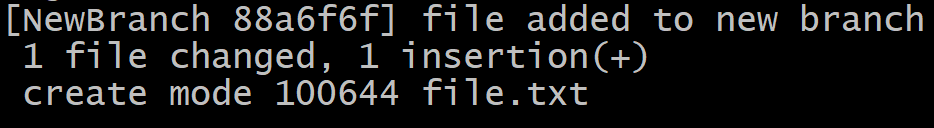 [NewBranch 88a6f6f] file added to new branch
1 file changed, 1 insertion(+)
create mode 100644 file.txt